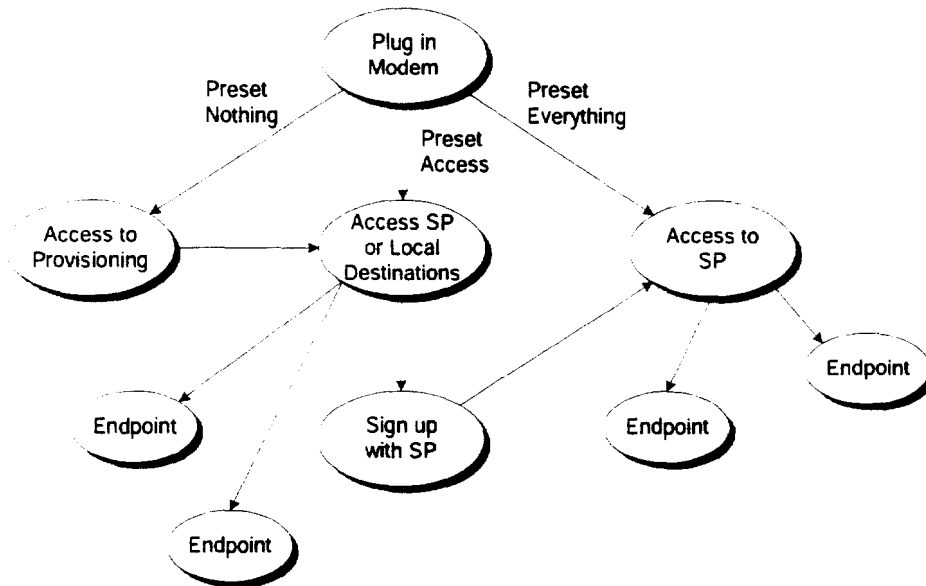 Plug in
Modem
Preset
Nothing
Preset
Everything
Preset
Access
Access to
Provisioning
Access SP
or Local
Destinations
Access to
SP
Endpoint
Endpoint
Sign up
with SP
Endpoint
Endpoint